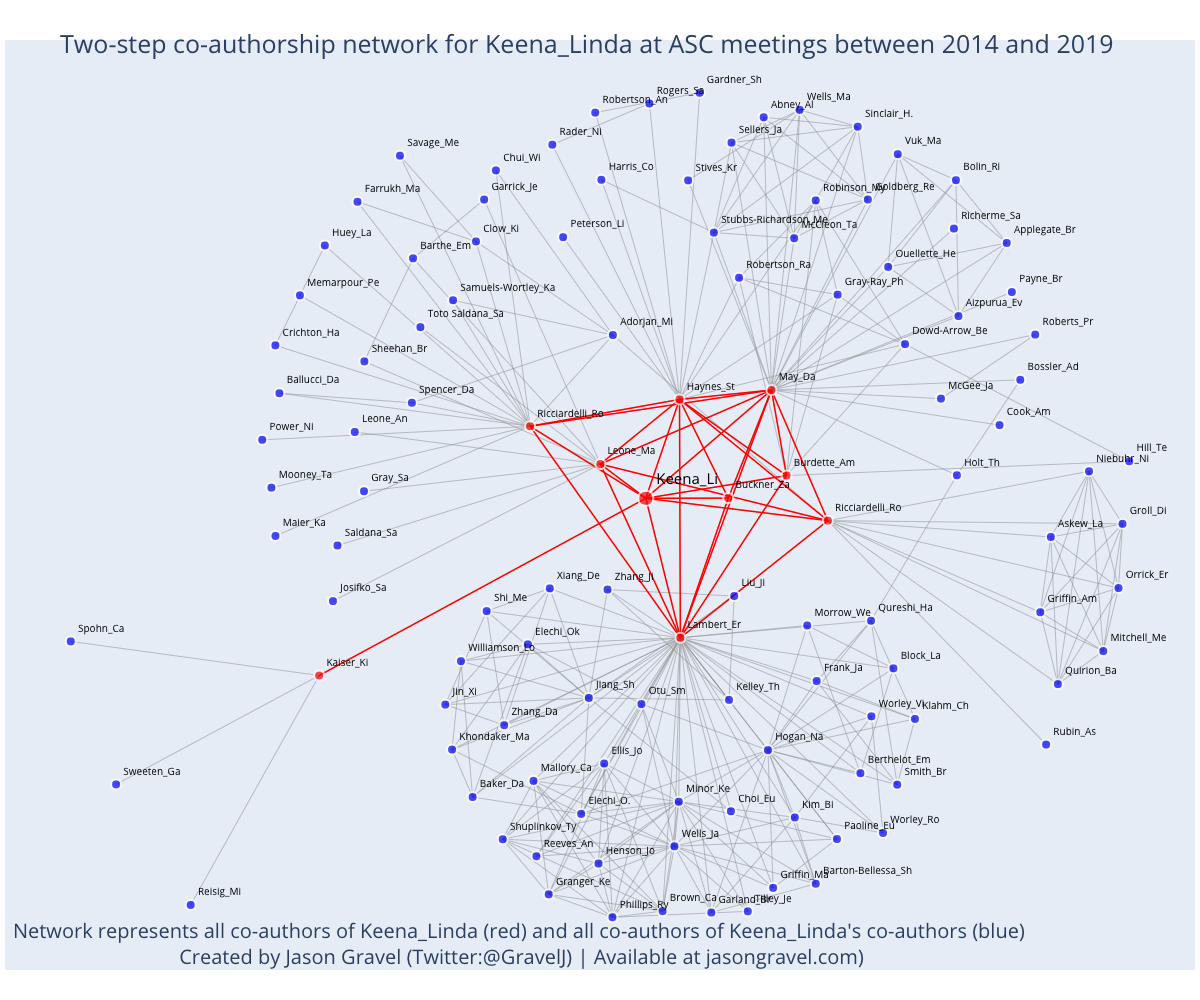 Two-step co-authorship network for Keena_Linda at ASC meetings between 2014 and 2019
Gardner_Sh
Rogers_Sa
Robertson_An
Wells_Ma
Abney_Al
Sinclair_H.
Rader_Ni
Sellers_Ja
Savage_Me
Vuk_Ma
Chui_Wi
Harris_Co
Stives_Kr
Bolin_Ri
Farrukh_Ma
Garrick_Je
Robinson_My
Goldberg_Re
Huey_La
Clow_Ki
Peterson_Li
Stubbs-Richardson_Me
McCleon_Ta
Richerme_Sa
Applegate_Br
Barthe_Em
Ouellette_He
Memarpour_Pe
Samuels-Wortley_Ka
Robertson_Ra
Gray-Ray_Ph
Payne_Br
Toto Saldana_Sa
Adorjan_Mi
Aizpurua_Ev
Crichton_Ha
Dowd-Arrow_Be
Roberts_Pr
Sheehan_Br
Ballucci_Da
Spencer_Da
Haynes_St
May_Da
Bossler_Ad
McGee_Ja
Power_Ni
Leone_An
Ricciardelli_Ro
Cook_Am
Leone_Ma
Burdette_Am
Holt_Th
Hill_Te
Niebuhr_Ni
Mooney_Ta
Gray_Sa
Keena_Li
Buckner_Za
Ricciardelli_Ro
Groll_Di
Maier_Ka
Saldana_Sa
Askew_La
Josifko_Sa
Xiang_De
Zhang_Ji
Liu_Ji
Orrick_Er
Shi_Me
Griffin_Am
Spohn_Ca
Elechi_Ok
Lambert_Er
Morrow_We
Qureshi_Ha
Mitchell_Me
Kaiser_Ki
Williamson_Lo
Frank_Ja
Block_La
Quirion_Ba
Jin_Xi
Jiang_Sh
Otu_Sm
Kelley_Th
Zhang_Da
Worley_Vi
Klahm_Ch
Khondaker_Ma
Ellis_Jo
Hogan_Na
Rubin_As
Sweeten_Ga
Baker_Da
Mallory_Ca
Berthelot_Em
Smith_Br
Elechi_O.
Minor_Ke
Choi_Eu
Kim_Bi
Shuplinkov_Ty
Wells_Ja
Paoline_Eu
Worley_Ro
Reeves_An
Henson_Jo
Reisig_Mi
Granger_Ke
Griffin_Ma
Barton-Bellessa_Sh
Phillips_Ry
Brown_Ca
Garland_Br
Tilley_Je
Network represents all co-authors of Keena_Linda (red) and all co-authors of Keena_Linda's co-authors (blue)
Created by Jason Gravel (Twitter:@GravelJ) | Available at jasongravel.com)